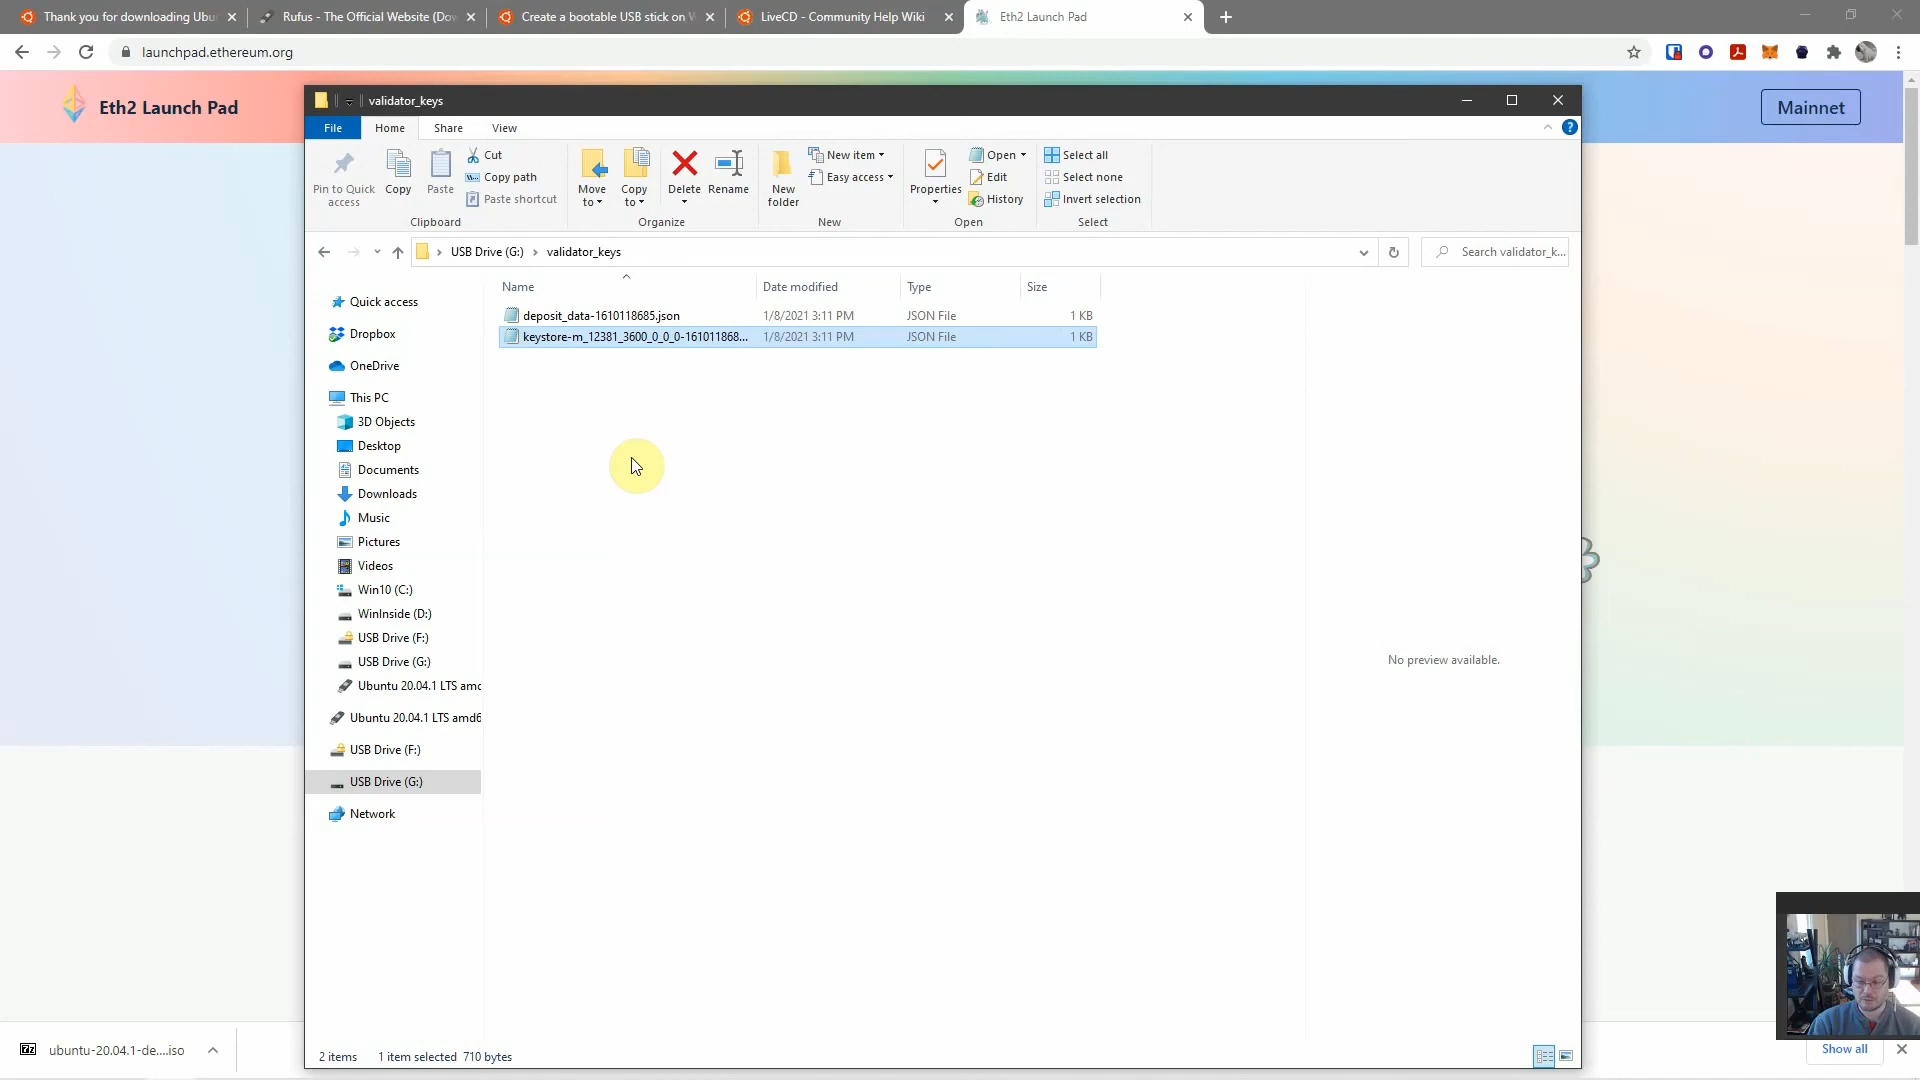 Thank you for downloading Ubu
Rufus - The Official Website (Dow
Create a bootable USB stick on W
LiveCD - Community Help Wiki
Eth2 Launch Pad
launchpad.ethereum.org
Eth2 Launch Pad
Mainnet
validator_keys
File
Home
Share
View
Pin to Quick access
Copy
Paste
Cut
Copy path
Paste shortcut
Clipboard
Move to
Copy to
Delete
Rename
Organize
New folder
New item
Easy access
New
Properties
Open
Edit
History
Open
Select all
Select none
Invert selection
Select
USB Drive (G:)
validator_keys
Search validator_k...
Name
Date modified
Type
Size
deposit_data-1610118685.json
1/8/2021 3:11 PM
JSON File
1 KB
keystore-m_12381_3600_0_0_0-161011868...
1/8/2021 3:11 PM
JSON File
1 KB
Quick access
Dropbox
OneDrive
This PC
3D Objects
Desktop
Documents
Downloads
Music
Pictures
Videos
Win10 (C:)
WinInside (D:)
USB Drive (F:)
USB Drive (G:)
Ubuntu 20.04.1 LTS amd
Ubuntu 20.04.1 LTS amd6
USB Drive (F:)
USB Drive (G:)
Network
No preview available.
2 items
1 item selected 710 bytes
ubuntu-20.04.1-de....iso
Show all